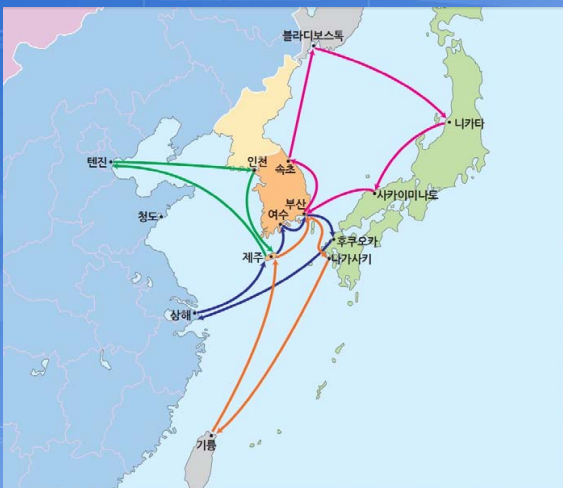 블라디보스톡
니카타
텐진
인천
속초
사카이미나도
청도
여수
부산
후쿠오카
제주
나가사키
상해
기륭